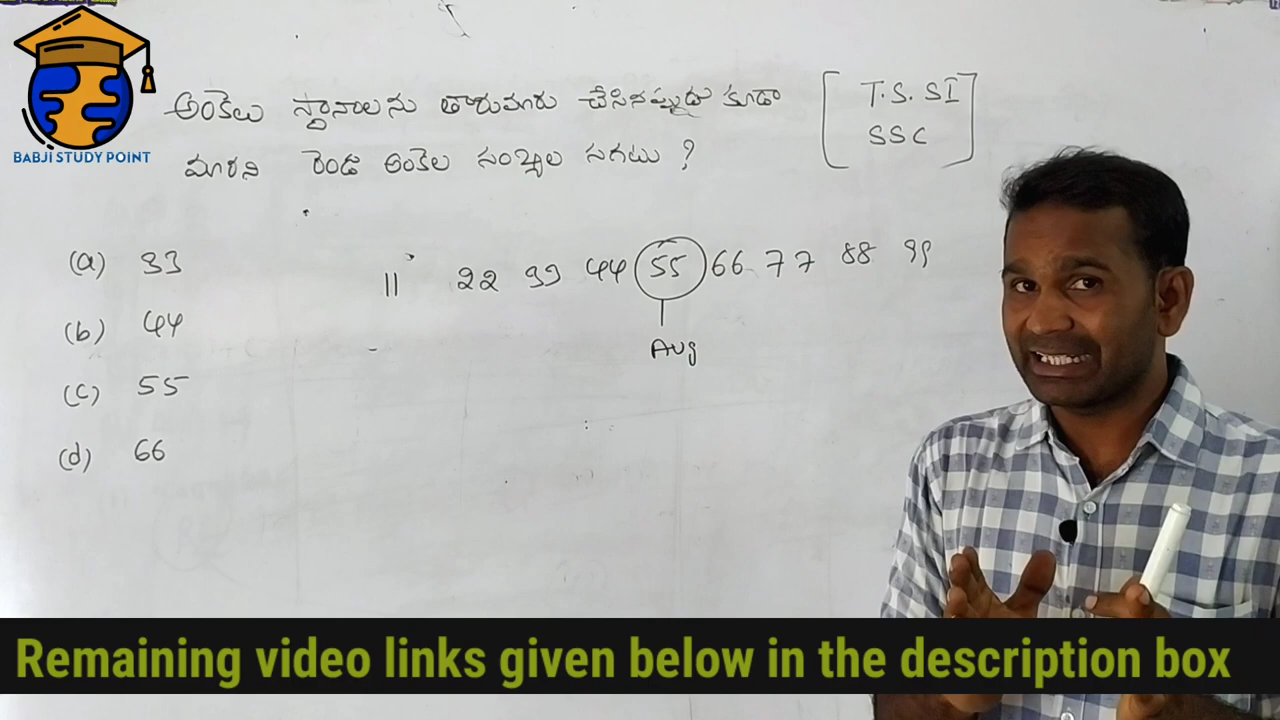 BABJI STUDY POINT
అంకెలు స్థానాలను తారుమారు చేసినప్పుడు కూడా
మారని రెండు అంకెల సంఖ్యల సగటు ?
[ T.S. SI
SSC ]
(a) 33
(b) 44
(c) 55
(d) 66
11 22 33 44 55 66 77 88 99
Avg
Remaining video links given below in the description box